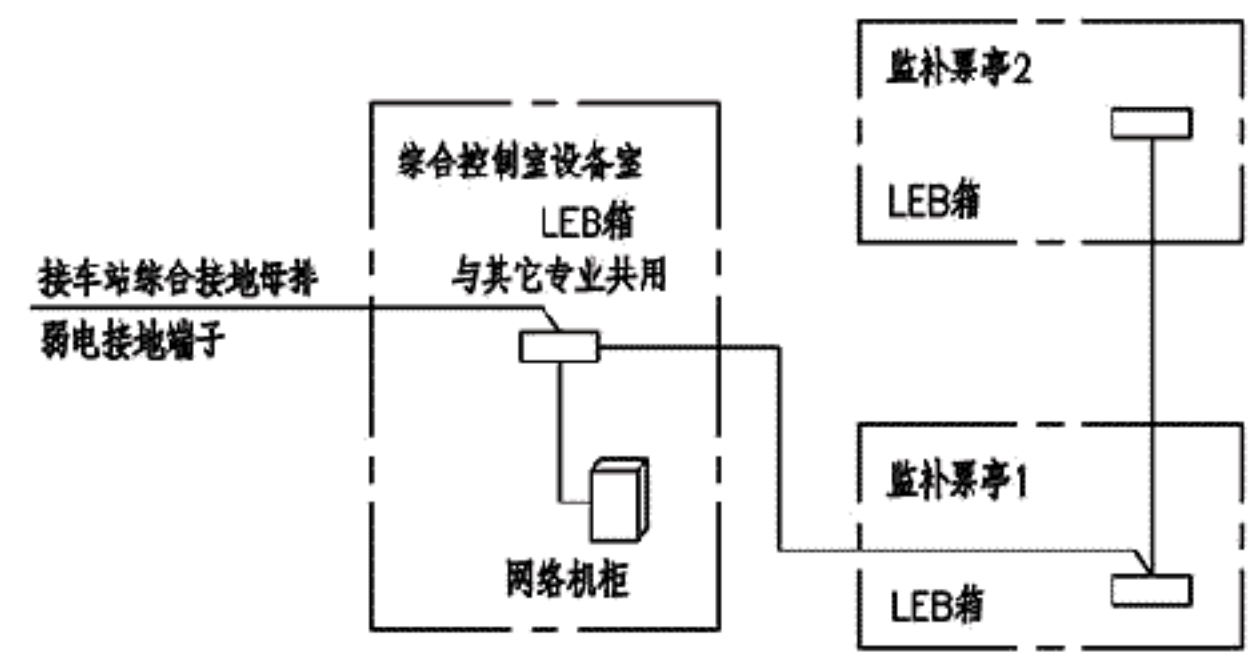 监补票亭2
LEB箱
综合控制室设备室
LEB箱
与其它专业共用
接车站综合接地母排
弱电接地端子
网络机柜
监补票亭1
LEB箱